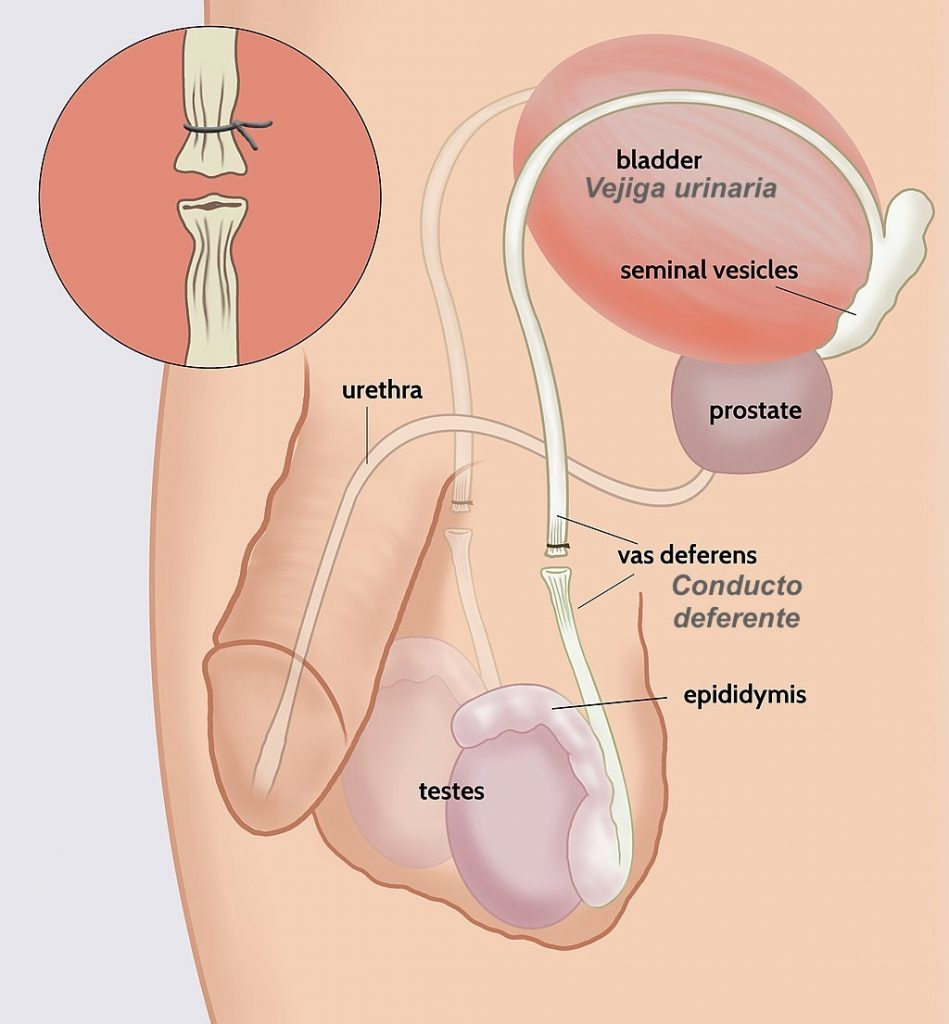 bladder
Vejiga urinaria
seminal vesicles
urethra
prostate
vas deferens
Conducto
deferente
epididymis
testes